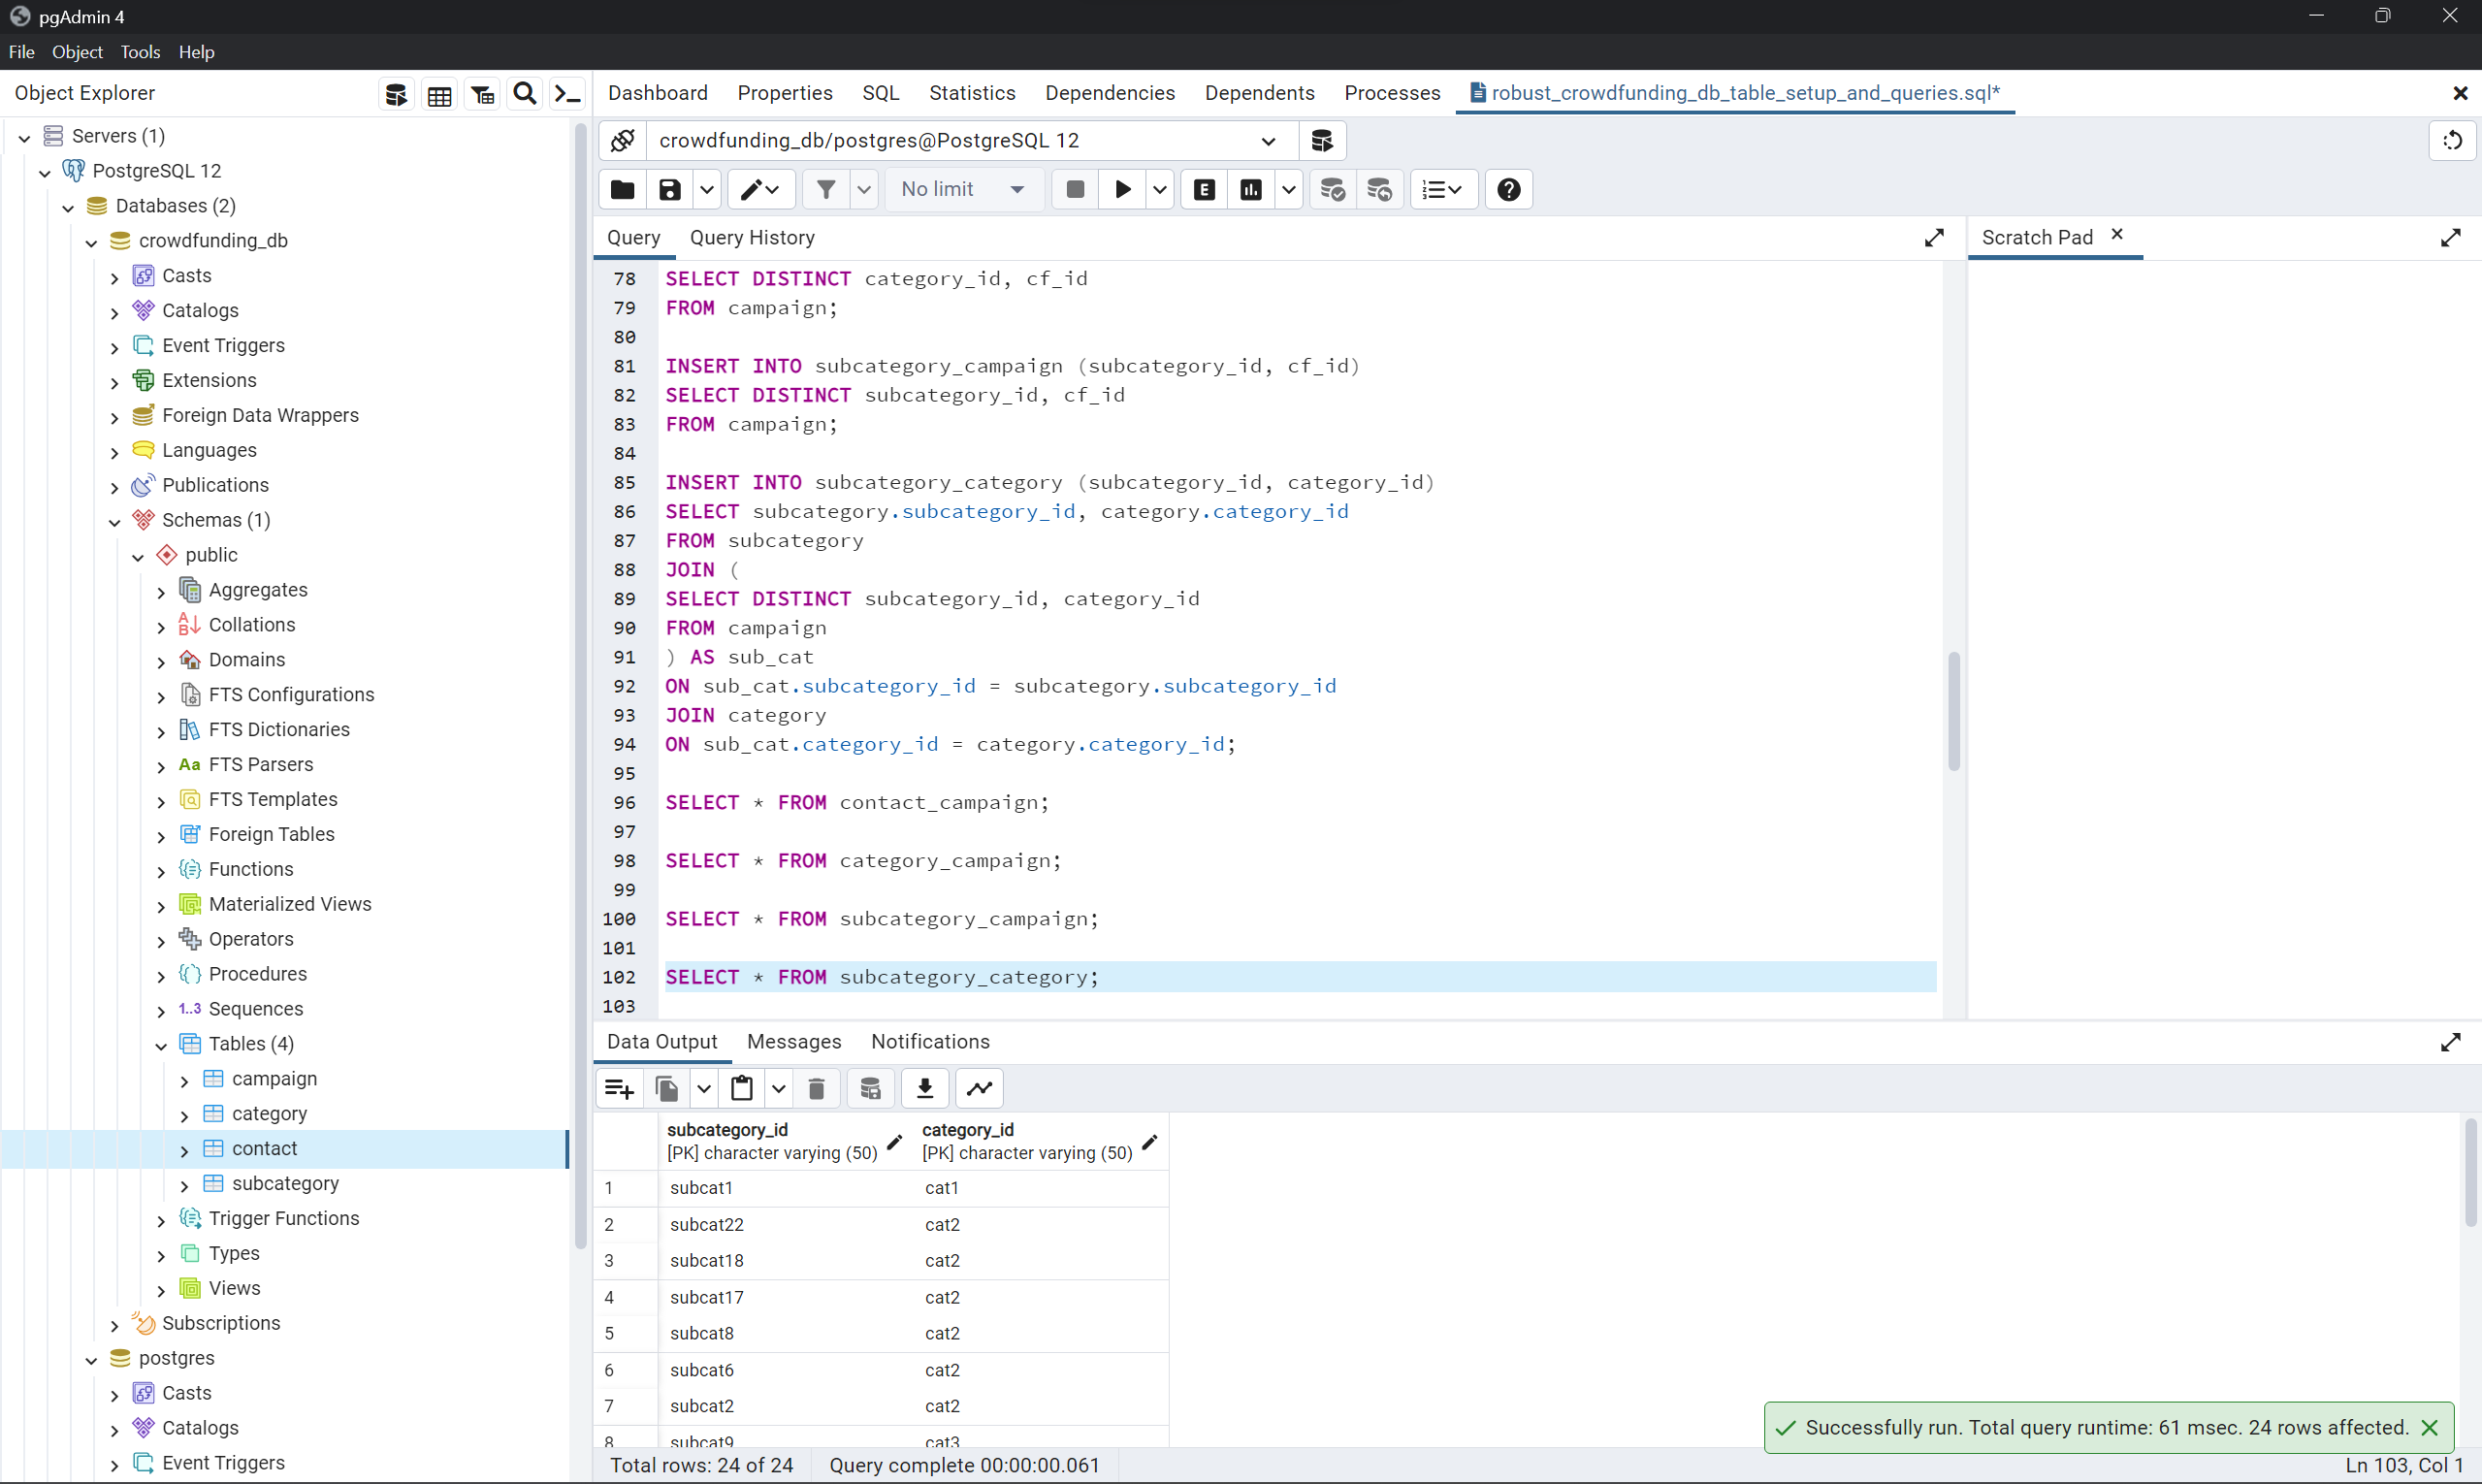 pgAdmin 4
File Object Tools Help
Object Explorer
Servers (1)
PostgreSQL 12
Databases (2)
crowdfunding_db
Casts
Catalogs
Event Triggers
Extensions
Foreign Data Wrappers
Languages
Publications
Schemas (1)
public
Aggregates
Collations
Domains
FTS Configurations
FTS Dictionaries
Aa FTS Parsers
FTS Templates
Foreign Tables
Functions
Materialized Views
Operators
Procedures
1..3 Sequences
Tables (4)
campaign
category
contact
subcategory
Trigger Functions
Types
Views
Subscriptions
postgres
Casts
Catalogs
Event Triggers
Dashboard Properties SQL Statistics Dependencies Dependents Processes robust_crowdfunding_db_table_setup_and_queries.sql*
crowdfunding_db/postgres@PostgreSQL 12
No limit
E
Query Query History
Scratch Pad
78 SELECT DISTINCT category_id, cf_id
79 FROM campaign;
80
81 INSERT INTO subcategory_campaign (subcategory_id, cf_id)
82 SELECT DISTINCT subcategory_id, cf_id
83 FROM campaign;
84
85 INSERT INTO subcategory_category (subcategory_id, category_id)
86 SELECT subcategory.subcategory_id, category.category_id
87 FROM subcategory
88 JOIN (
89 SELECT DISTINCT subcategory_id, category_id
90 FROM campaign
91 ) AS sub_cat
92 ON sub_cat.subcategory_id = subcategory.subcategory_id
93 JOIN category
94 ON sub_cat.category_id = category.category_id;
95
96 SELECT * FROM contact_campaign;
97
98 SELECT * FROM category_campaign;
99
100 SELECT * FROM subcategory_campaign;
101
102 SELECT * FROM subcategory_category;
103
Data Output Messages Notifications
subcategory_id category_id
[PK] character varying (50) [PK] character varying (50)
1 subcat1 cat1
2 subcat22 cat2
3 subcat18 cat2
4 subcat17 cat2
5 subcat8 cat2
6 subcat6 cat2
7 subcat2 cat2
8 subcat9 cat3
Successfully run. Total query runtime: 61 msec. 24 rows affected.
Total rows: 24 of 24 Query complete 00:00:00.061 Ln 103, Col 1